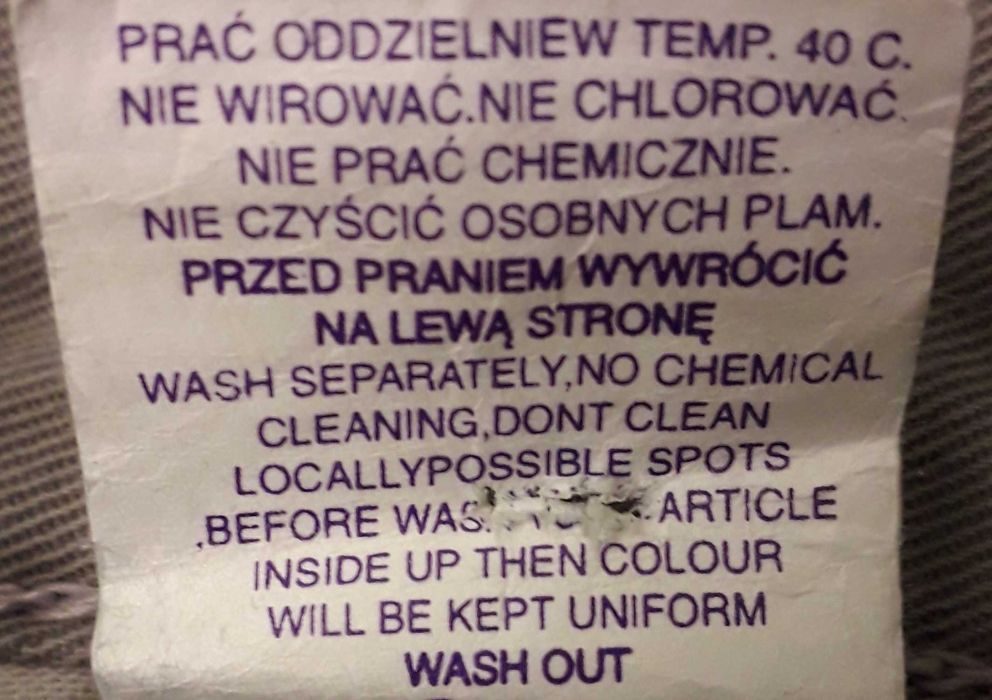 PRAĆ ODDZIELNIEW TEMP. 40 C.
NIE WIROWAĆ.NIE CHLOROWAĆ.
NIE PRAĆ CHEMICZNIE.
NIE CZYŚCIĆ OSOBNYCH PLAM.
PRZED PRANIEM WYWRÓCIĆ
NA LEWĄ STRONĘ
WASH SEPARATELY,NO CHEMICAL
CLEANING,DONT CLEAN
LOCALLYPOSSIBLE SPOTS
.BEFORE ARTICLE
INSIDE UP THEN COLOUR
WILL BE KEPT UNIFORM
WASH OUT